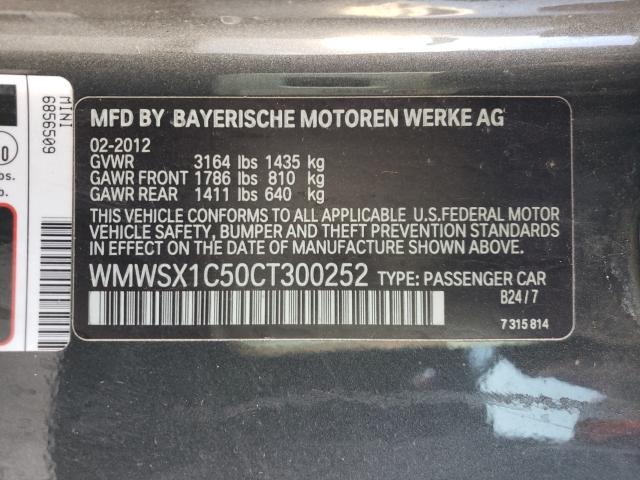 MFD BY BAYERISCHE MOTOREN WERKE AG
02-2012
GVWR 3164 lbs 1435 kg
GAWR FRONT 1786 lbs 810 kg
GAWR REAR 1411 lbs 640 kg
THIS VEHICLE CONFORMS TO ALL APPLICABLE U.S.FEDERAL MOTOR
VEHICLE SAFETY, BUMPER AND THEFT PREVENTION STANDARDS
IN EFFECT ON THE DATE OF MANUFACTURE SHOWN ABOVE.
WMWSX1C50CT300252 TYPE: PASSENGER CAR
B24/7
7 315 814
MINI
6856509
0
bs.
b.